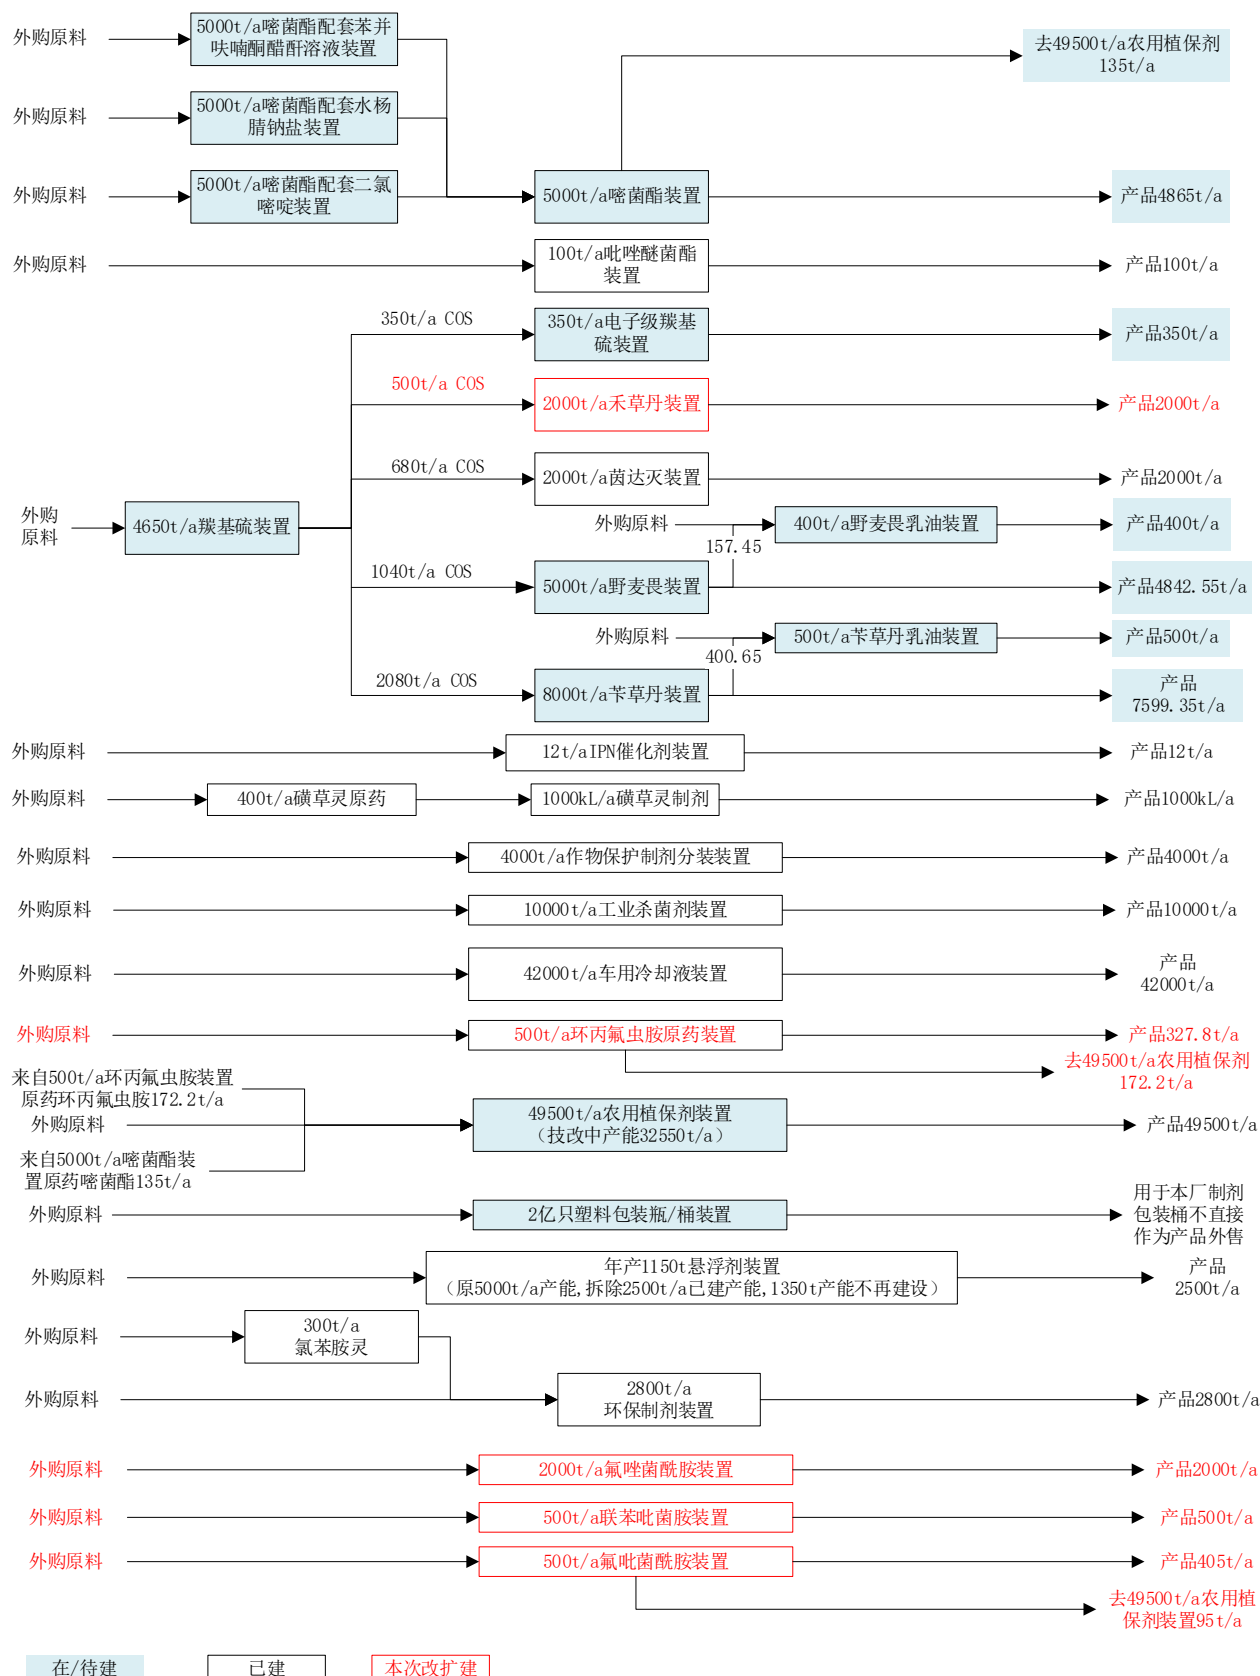 外购原料
5000t/a嘧菌酯配套苯并
呋喃酮醋酐溶液装置
去49500t/a农用植保剂
135t/a
外购原料
5000t/a嘧菌酯配套水杨
腈钠盐装置
外购原料
5000t/a嘧菌酯配套二氯
嘧啶装置
5000t/a嘧菌酯装置
产品4865t/a
外购原料
100t/a吡唑醚菌酯
装置
产品100t/a
350t/a COS
350t/a电子级羰基
硫装置
产品350t/a
500t/a COS
2000t/a禾草丹装置
产品2000t/a
680t/a COS
2000t/a茵达灭装置
产品2000t/a
外购
原料
4650t/a羰基硫装置
外购原料
400t/a野麦畏乳油装置
产品400t/a
157.45
1040t/a COS
5000t/a野麦畏装置
产品4842.55t/a
外购原料
500t/a苄草丹乳油装置
产品500t/a
400.65
2080t/a COS
8000t/a苄草丹装置
产品
7599.35t/a
外购原料
12t/aIPN催化剂装置
产品12t/a
外购原料
400t/a磺草灵原药
1000kL/a磺草灵制剂
产品1000kL/a
外购原料
4000t/a作物保护制剂分装装置
产品4000t/a
外购原料
10000t/a工业杀菌剂装置
产品10000t/a
外购原料
42000t/a车用冷却液装置
产品
42000t/a
外购原料
500t/a环丙氟虫胺原药装置
产品327.8t/a
去49500t/a农用植保剂
172.2t/a
来自500t/a环丙氟虫胺装置
原药环丙氟虫胺172.2t/a
外购原料
49500t/a农用植保剂装置
（技改中产能32550t/a）
产品49500t/a
来自5000t/a嘧菌酯装
置原药嘧菌酯135t/a
外购原料
2亿只塑料包装瓶/桶装置
用于本厂制剂
包装桶不直接
作为产品外售
外购原料
年产1150t悬浮剂装置
（原5000t/a产能,拆除2500t/a已建产能,1350t产能不再建设）
产品
2500t/a
外购原料
300t/a
氯苯胺灵
外购原料
2800t/a
环保制剂装置
产品2800t/a
外购原料
2000t/a氟唑菌酰胺装置
产品2000t/a
外购原料
500t/a联苯吡菌胺装置
产品500t/a
外购原料
500t/a氟吡菌酰胺装置
产品405t/a
去49500t/a农用植
保剂装置95t/a
在/待建
已建
本次改扩建